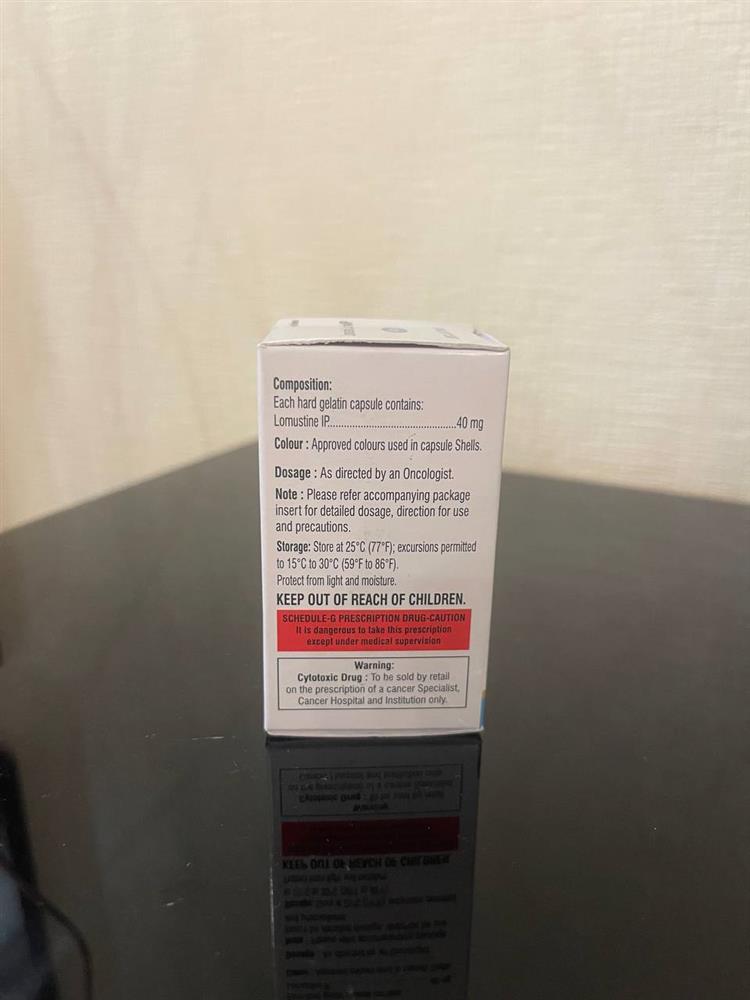 Composition:
Each hard gelatin capsule contains:
Lomustine IP..............................................40 mg
Colour : Approved colours used in capsule Shells.
Dosage : As directed by an Oncologist.
Note : Please refer accompanying package
insert for detailed dosage, direction for use
and precautions.
Storage: Store at 25°C (77°F); excursions permitted
to 15°C to 30°C (59°F to 86°F).
Protect from light and moisture.
KEEP OUT OF REACH OF CHILDREN.
SCHEDULE-G PRESCRIPTION DRUG-CAUTION
It is dangerous to take this prescription
except under medical supervision
Warning:
Cytotoxic Drug : To be sold by retail
on the prescription of a cancer Specialist,
Cancer Hospital and Institution only.